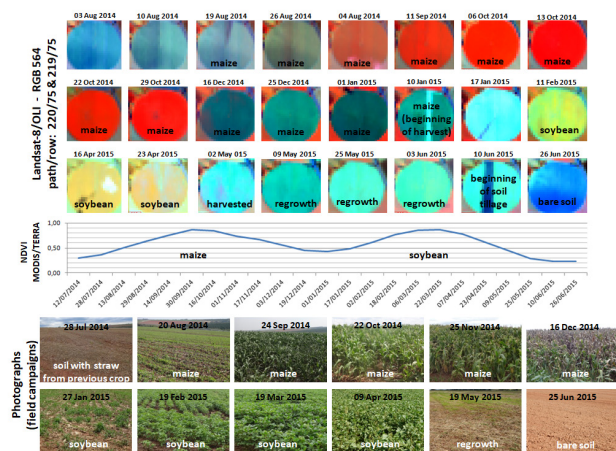 Landsat-8/OLI - RGB564
path/row: 220/75 & 219/75
03 Aug 2014
10 Aug 2014
19 Aug 2014
maize
26 Aug 2014
maize
04 Aug 2014
maize
11 Sep 2014
maize
06 Oct 2014
maize
13 Oct 2014
maize
22 Oct 2014
maize
29 Oct 2014
maize
16 Dec 2014
maize
25 Dec 2014
maize
01 Jan 2015
maize
10 Jan 015
maize
(beginning
of harvest)
17 Jan 015
11 Feb 2015
soybean
16 Apr 2015
soybean
23 Apr 2015
soybean
02 May 015
harvested
09 May 2015
regrowth
25 May 2015
regrowth
03 Jun 2015
regrowth
10 Jun 2015
beginning
of soil
tillage
26 Jun 2015
bare soil
NDVI
MODIS/TERRA
1,00
0,50
0,00
maize
soybean
12/07/2014
28/07/2014
13/08/2014
29/08/2014
14/09/2014
30/09/2014
16/10/2014
01/11/2014
17/11/2014
03/12/2014
19/12/2014
01/01/2015
17/01/2015
02/02/2015
18/02/2015
06/03/2015
22/03/2015
07/04/2015
23/04/2015
09/05/2015
25/05/2015
10/06/2015
26/06/2015
Photographs
(field campaigns)
28 Jul 2014
soil with straw
from previous crop
20 Aug 2014
maize
24 Sep 2014
maize
22 Oct 2014
maize
25 Nov 2014
maize
16 Dec 2014
maize
27 Jan 2015
soybean
19 Feb 2015
soybean
19 Mar 2015
soybean
09 Apr 2015
soybean
19 May 2015
regrowth
25 Jun 2015
bare soil